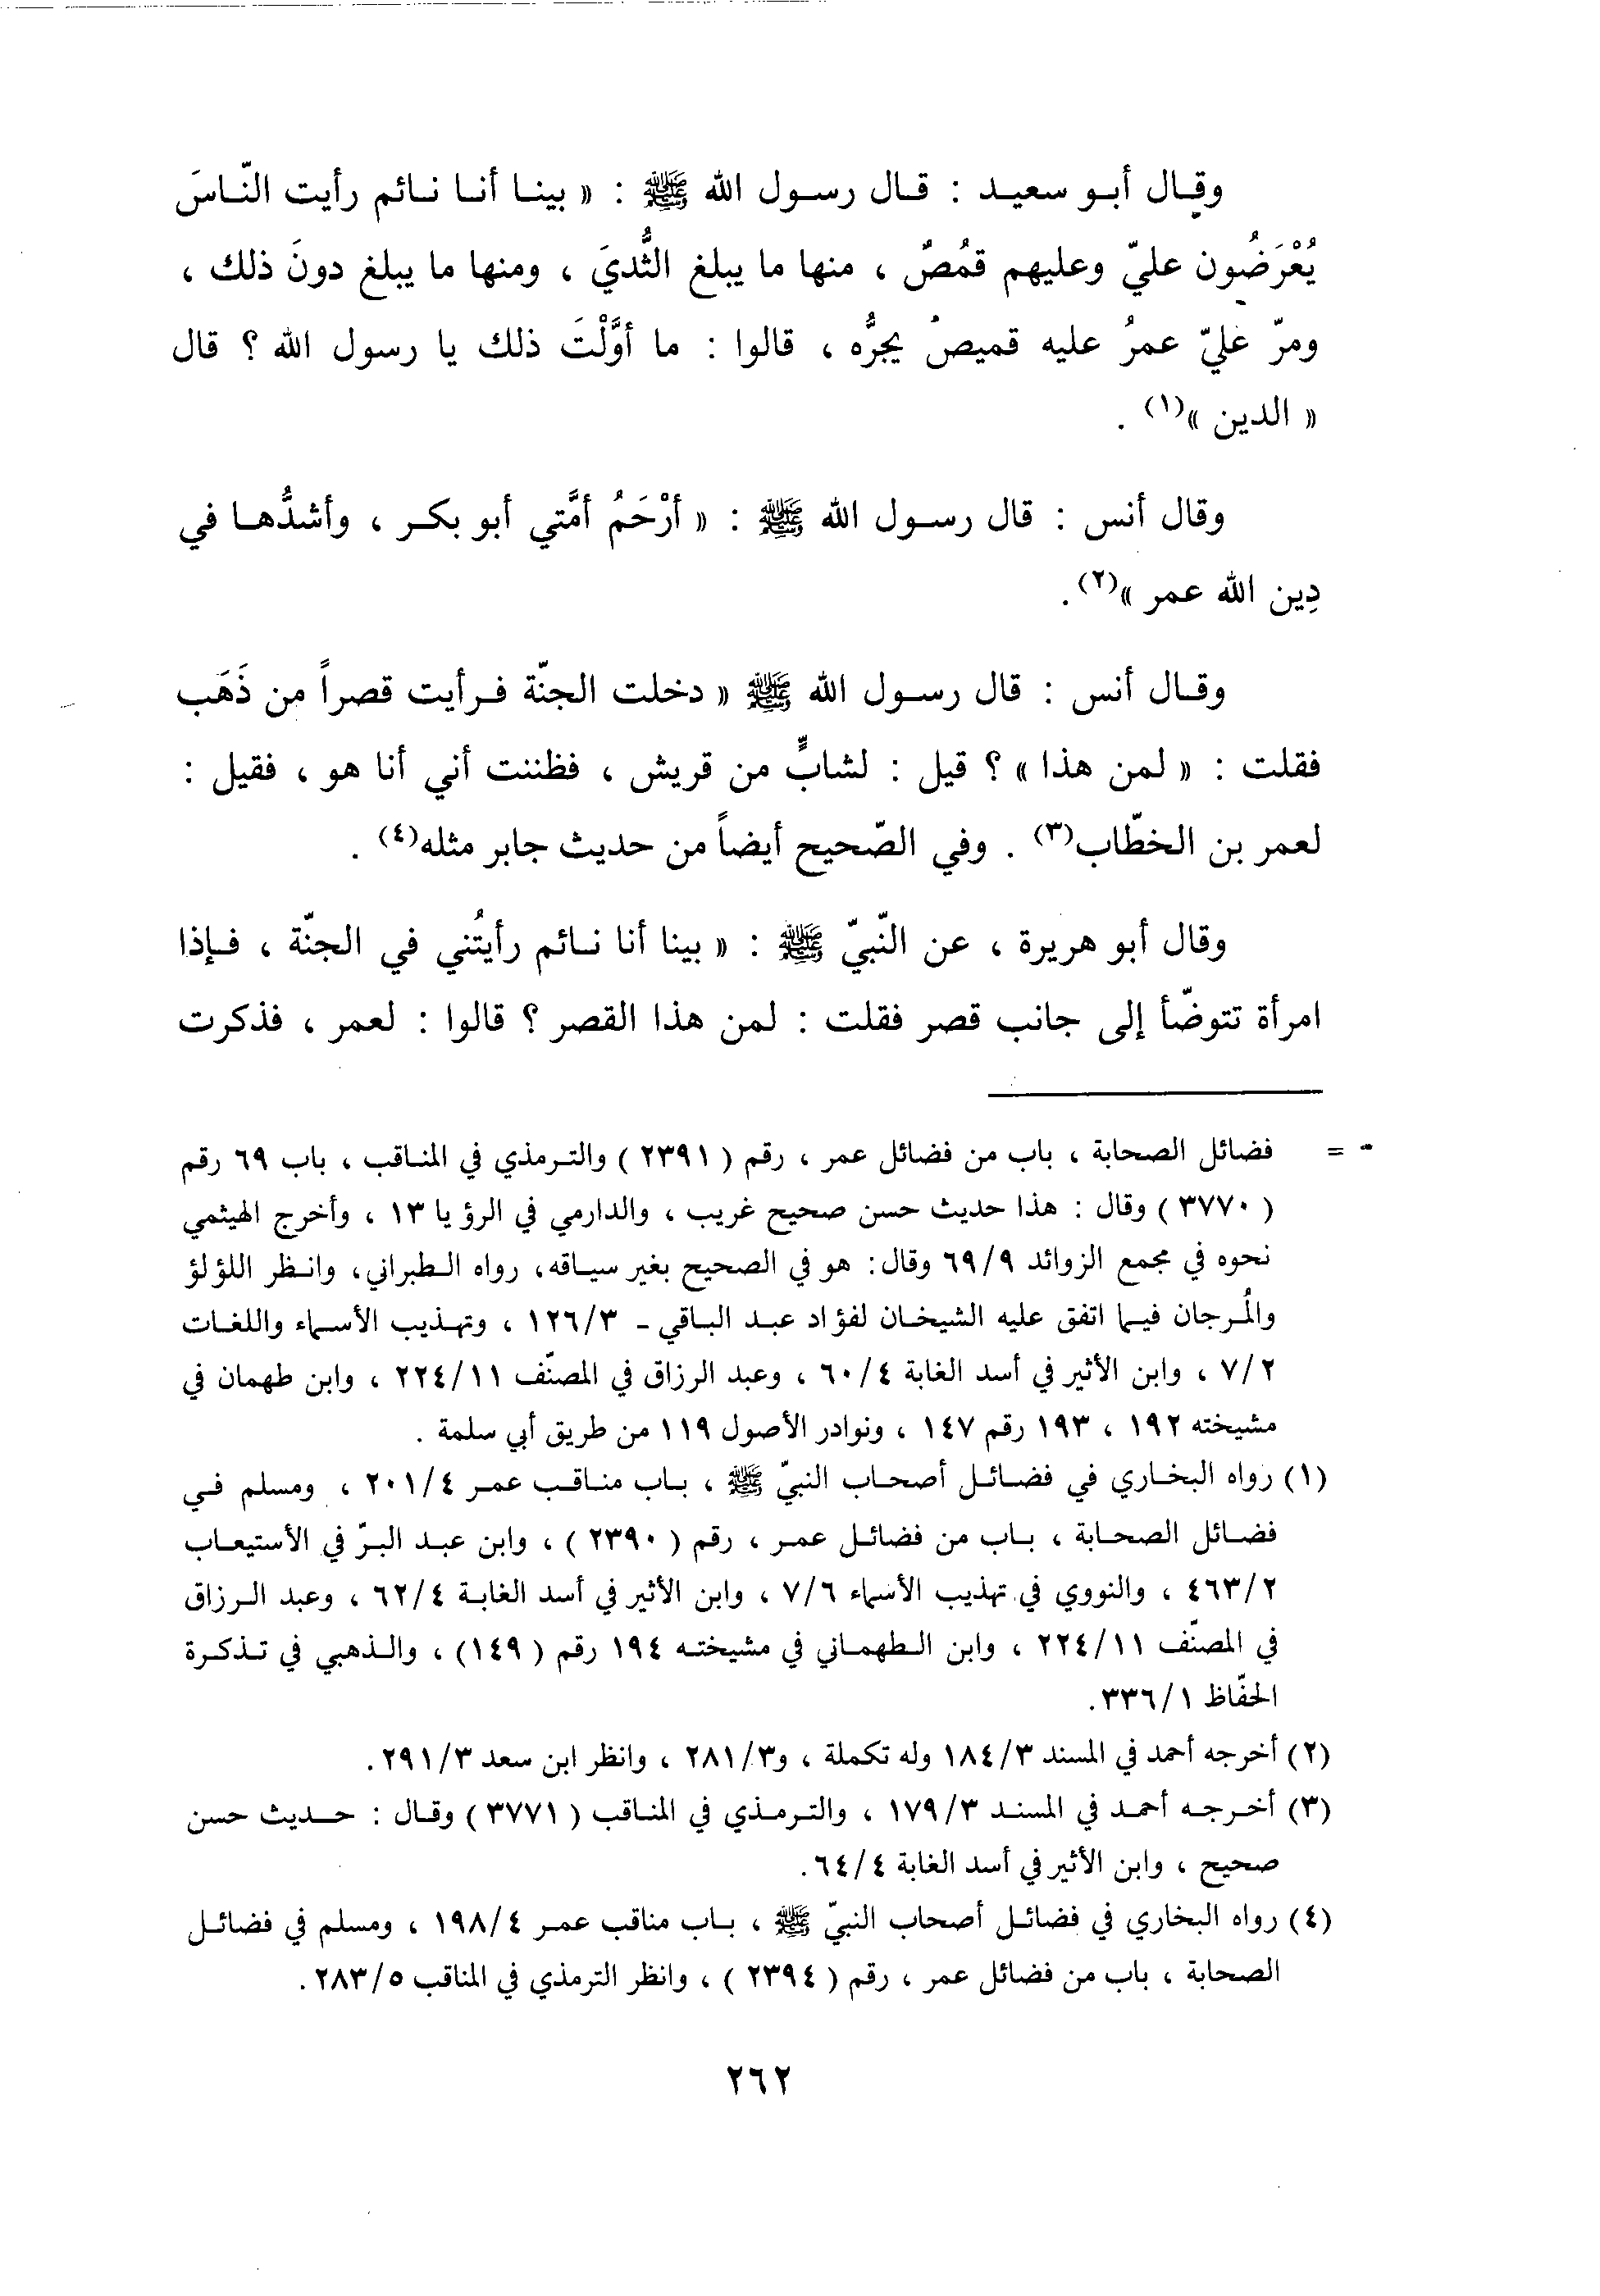 وقال أبو سعيد : قال رسول الله ﷺ : « بينا أنا نائم رأيت النّاسَ
يُعْرَضُون عليّ وعليهم قمُصٌ ، منها ما يبلغ الثُّديَ ، ومنها ما يبلغ دونَ ذلك ،
ومرّ عليّ عمرُ عليه قميصٌ يجرُّه ، قالوا : ما أوَّلْتَ ذلك يا رسول الله ؟ قال
« الدين »(١) .
وقال أنس : قال رسول الله ﷺ : « أرْحَمُ أمَّتي أبو بكر ، وأشدُّها في
دِين الله عمر »(٢).
وقال أنس : قال رسول الله ﷺ « دخلت الجنّة فرأيت قصراً من ذَهَب
فقلت : « لمن هذا » ؟ قيل : لشابٍّ من قريش ، فظننت أني أنا هو ، فقيل :
لعمر بن الخطّاب(٣) . وفي الصّحيح أيضاً من حديث جابر مثله(٤) .
وقال أبو هريرة ، عن النّبيّ ﷺ : « بينا أنا نائم رأيتُني في الجنّة ، فإذا
امرأة تتوضّأ إلى جانب قصر فقلت : لمن هذا القصر ؟ قالوا : لعمر ، فذكرت
= فضائل الصحابة ، باب من فضائل عمر ، رقم ( ٢٣٩١ ) والترمذي في المناقب ، باب ٦٩ رقم
( ٣٧٧٠ ) وقال : هذا حديث حسن صحيح غريب ، والدارمي في الرؤيا ١٣ ، وأخرج الهيثمي
نحوه في مجمع الزوائد ٦٩/٩ وقال: هو في الصحيح بغير سياقه، رواه الطبراني، وانظر اللؤلؤ
والمُرجان فيما اتفق عليه الشيخان لفؤاد عبد الباقي - ١٢٦/٣ ، وتهذيب الأسماء واللغات
٧/٢ ، وابن الأثير في أسد الغابة ٦٠/٤ ، وعبد الرزاق في المصنّف ٢٢٤/١١ ، وابن طهمان في
مشيخته ١٩٢ ، ١٩٣ رقم ١٤٧ ، ونوادر الأصول ١١٩ من طريق أبي سلمة .
(١) رواه البخاري في فضائل أصحاب النبيّ ﷺ ، باب مناقب عمر ٢٠١/٤ ، ومسلم في
فضائل الصحابة ، باب من فضائل عمر ، رقم ( ٢٣٩٠ ) ، وابن عبد البرّ في الأستيعاب
٤٦٣/٢ ، والنووي في تهذيب الأسماء ٧/٦ ، وابن الأثير في أسد الغابة ٦٢/٤ ، وعبد الرزاق
في المصنّف ٢٢٤/١١ ، وابن الطهماني في مشيخته ١٩٤ رقم ( ١٤٩) ، والذهبي في تذكرة
الحفّاظ ٣٣٦/١.
(٢) أخرجه أحمد في المسند ١٨٤/٣ وله تكملة ، و٢٨١/٣ ، وانظر ابن سعد ٢٩١/٣.
(٣) أخرجه أحمد في المسند ١٧٩/٣ ، والترمذي في المناقب ( ٣٧٧١ ) وقال : حديث حسن
صحيح ، وابن الأثير في أسد الغابة ٦٤/٤.
(٤) رواه البخاري في فضائل أصحاب النبيّ ﷺ ، باب مناقب عمر ١٩٨/٤ ، ومسلم في فضائل
الصحابة ، باب من فضائل عمر ، رقم ( ٢٣٩٤ ) ، وانظر الترمذي في المناقب ٢٨٣/٥.
٢٦٢